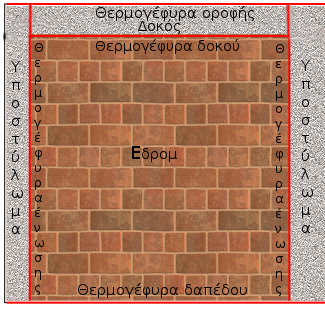 Θερμογέφυρα οροφής
Δοκός
Θερμογέφυρα δοκού
Υποστύλωμα
Θερμογέφυρα ένωσης
Εδρομ
Θερμογέφυρα ένωσης
Υποστύλωμα
Θερμογέφυρα δαπέδου